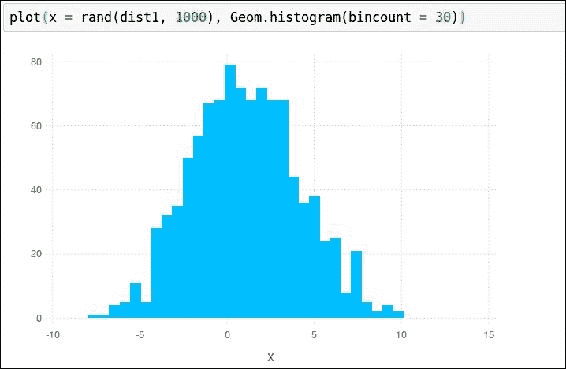 plot(x = rand(dist1, 1000), Geom.histogram(bincount = 30))
80
60
40
20
0
-10 -5 0 5 10 15
x